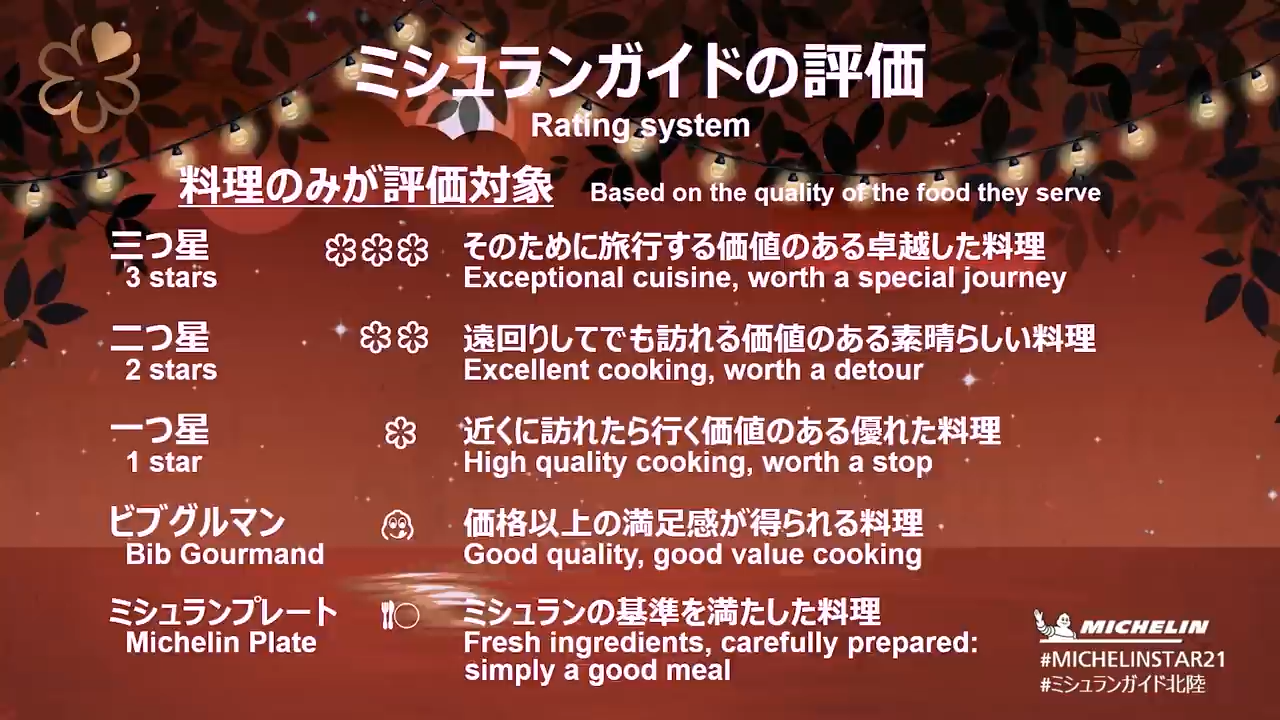 ミシュランガイドの評価
Rating system
料理のみが評価対象 Based on the quality of the food they serve
三つ星 そのために旅行する価値のある卓越した料理
3 stars Exceptional cuisine, worth a special journey
二つ星 遠回りしてでも訪れる価値のある素晴らしい料理
2 stars Excellent cooking, worth a detour
一つ星 近くに訪れたら行く価値のある優れた料理
1 star High quality cooking, worth a stop
ビブグルマン 価格以上の満足感が得られる料理
Bib Gourmand Good quality, good value cooking
ミシュランプレート ミシュランの基準を満たした料理
Michelin Plate Fresh ingredients, carefully prepared:
simply a good meal
MICHELIN
#MICHELINSTAR21
#ミシュランガイド北陸